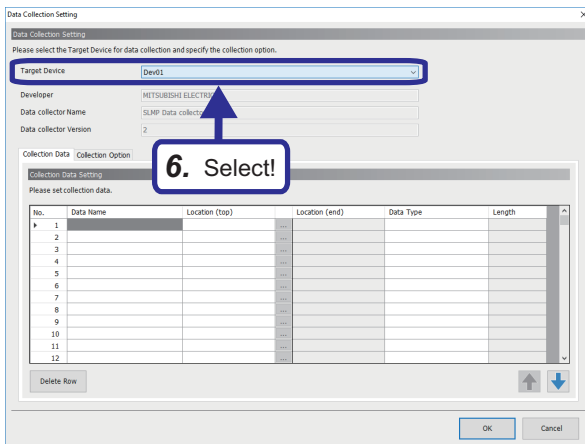 Data Collection Setting
Data Collection Setting
Please select the Target Device for data collection and specify the collection option.
Target Device Dev01
Developer MITSUBISHI ELECTRIC
Data collector Name SLMP Data collector
Data collector Version 2
6. Select!
Collection Data Collection Option
Collection Data Setting
Please set collection data.
No. Data Name Location (top) Location (end) Data Type Length
1 ...
2 ...
3 ...
4 ...
5 ...
6 ...
7 ...
8 ...
9 ...
10 ...
11 ...
12 ...
Delete Row
OK Cancel